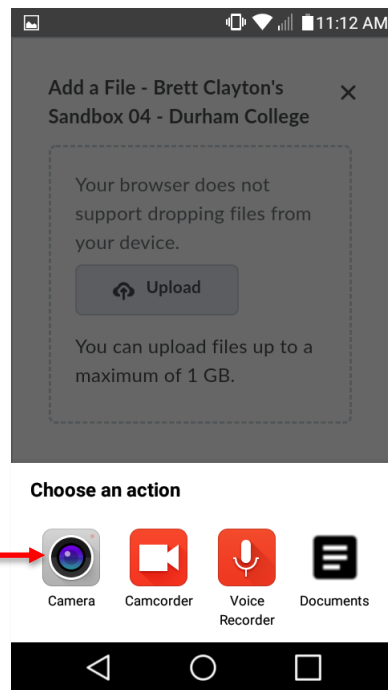 11:12 AM
Add a File - Brett Clayton's
Sandbox 04 - Durham College
Your browser does not
support dropping files from
your device.
Upload
You can upload files up to a
maximum of 1 GB.
Choose an action
Camera
Camcorder
Voice
Recorder
Documents